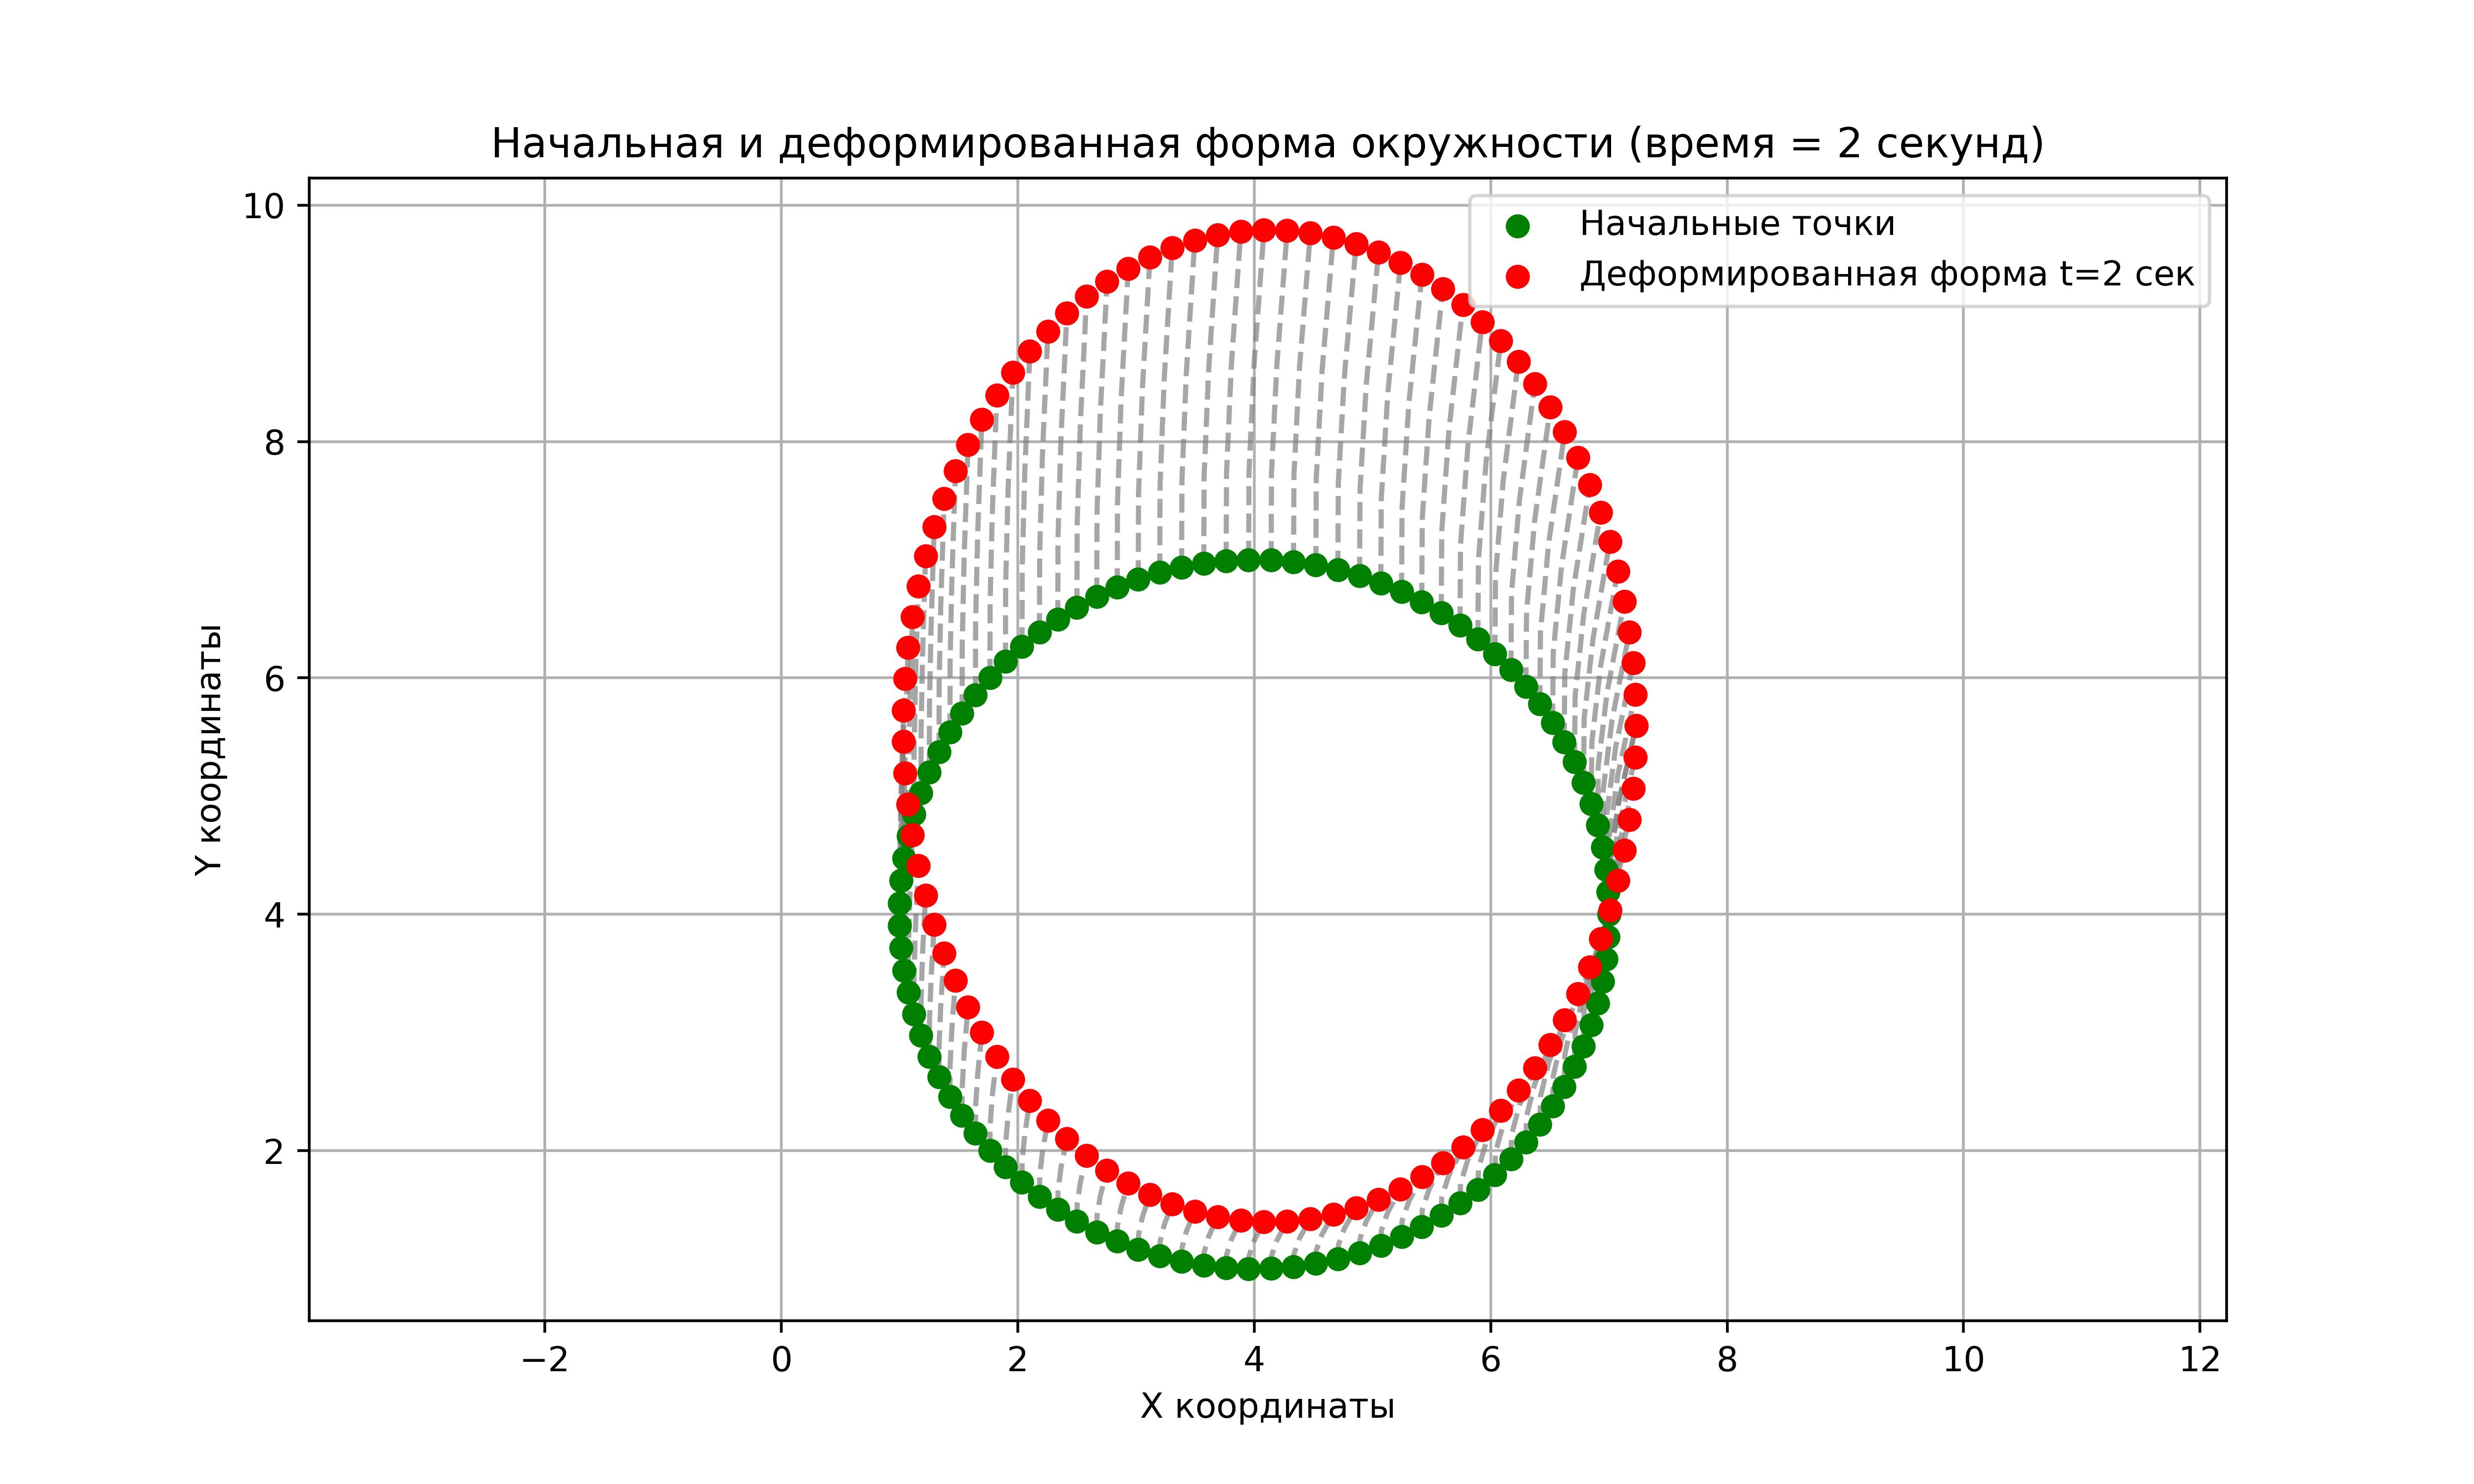 Начальная и деформированная форма окружности (время = 2 секунд)
Начальные точки
Деформированная форма t=2 сек
Y координаты
10
8
6
4
2
−2 0 2 4 6 8 10 12
X координаты